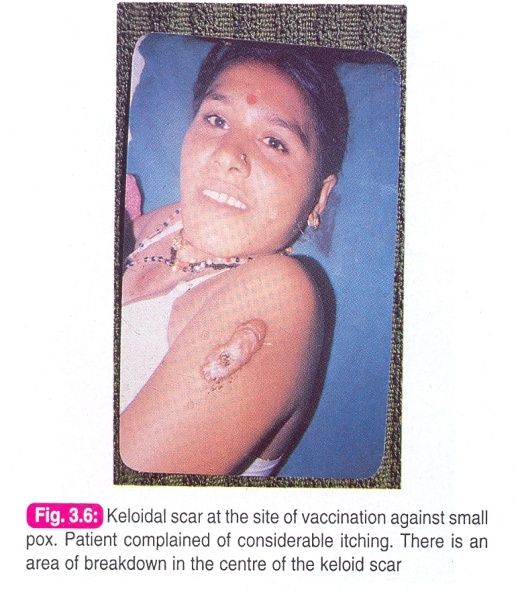 Fig. 3.6: Keloidal scar at the site of vaccination against small
pox. Patient complained of considerable itching. There is an
area of breakdown in the centre of the keloid scar